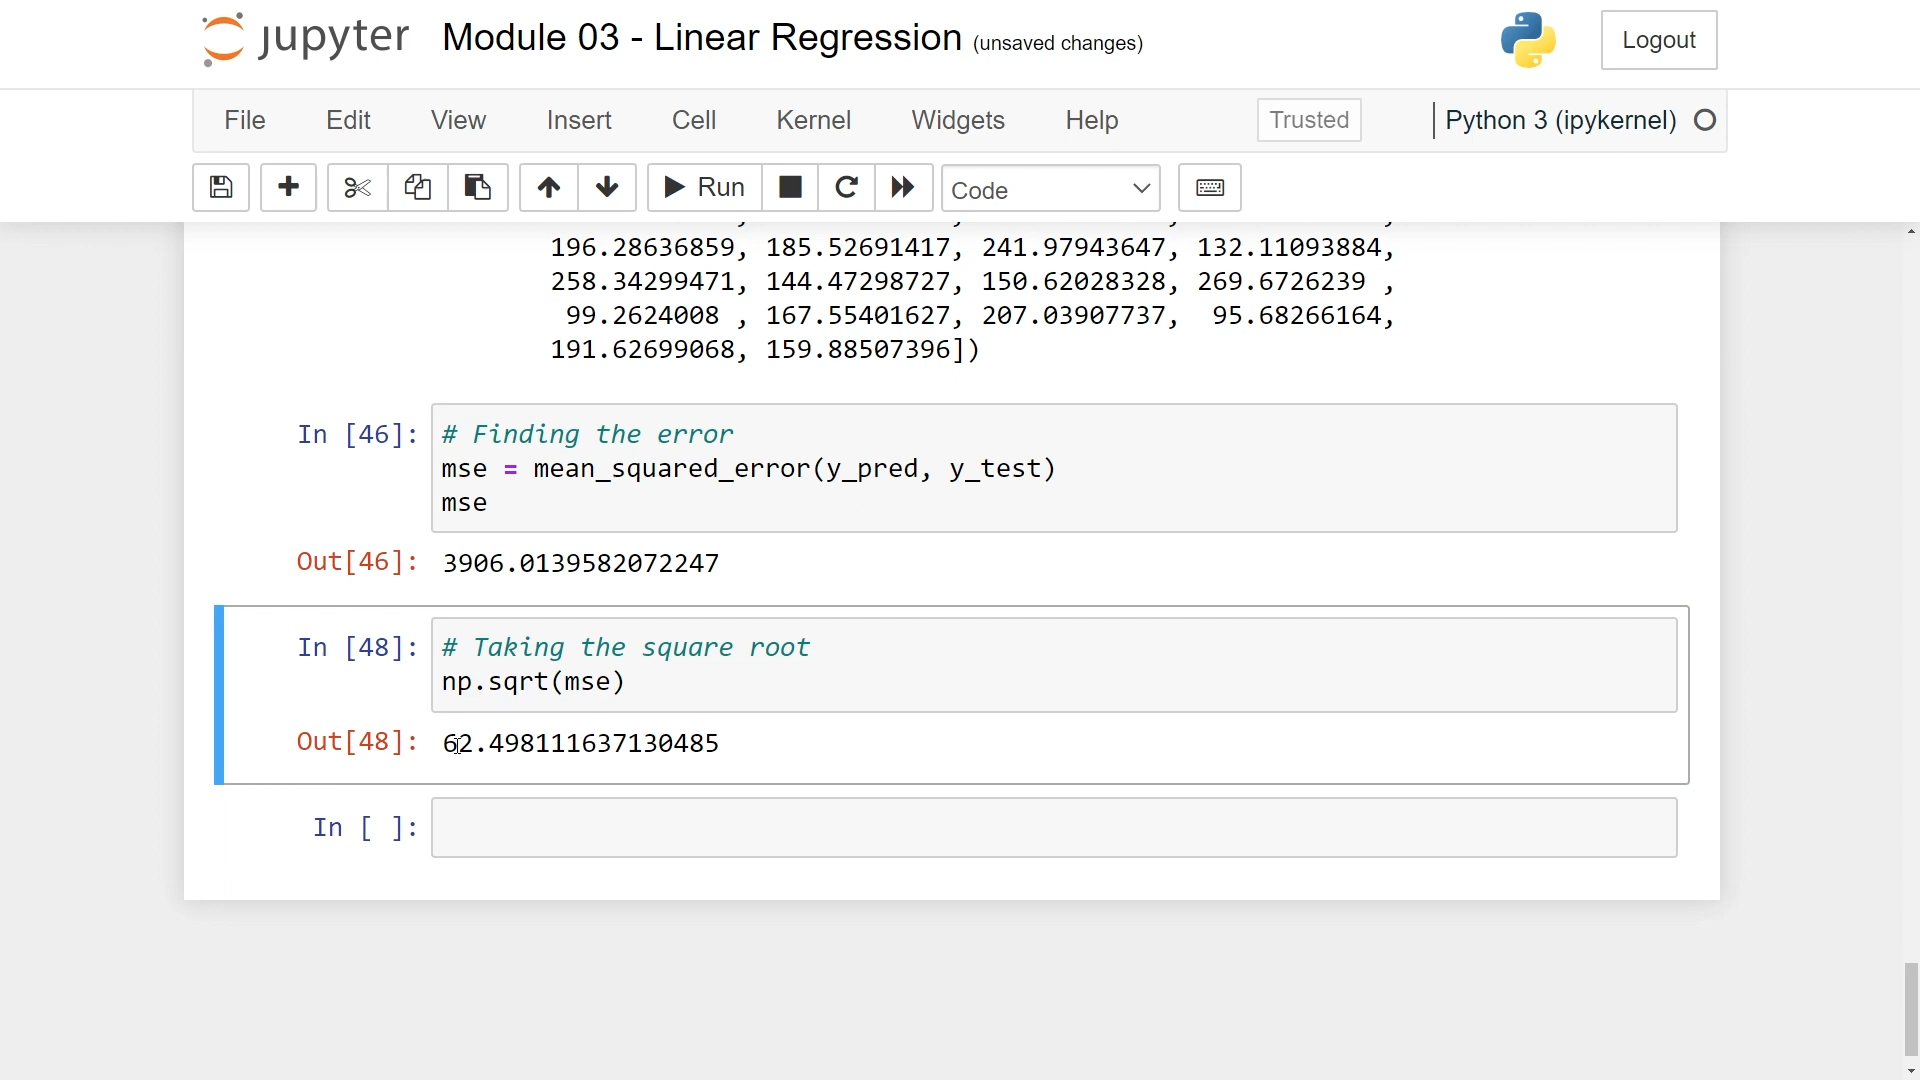 jupyter Module 03 - Linear Regression (unsaved changes) Logout
File Edit View Insert Cell Kernel Widgets Help Trusted Python 3 (ipykernel)
Run Code
196.28636859, 185.52691417, 241.97943647, 132.11093884,
258.34299471, 144.47298727, 150.62028328, 269.6726239 ,
99.2624008 , 167.55401627, 207.03907737, 95.68266164,
191.62699068, 159.88507396])
In [46]: # Finding the error
mse = mean_squared_error(y_pred, y_test)
mse
Out[46]: 3906.0139582072247
In [48]: # Taking the square root
np.sqrt(mse)
Out[48]: 62.498111637130485
In [ ]: